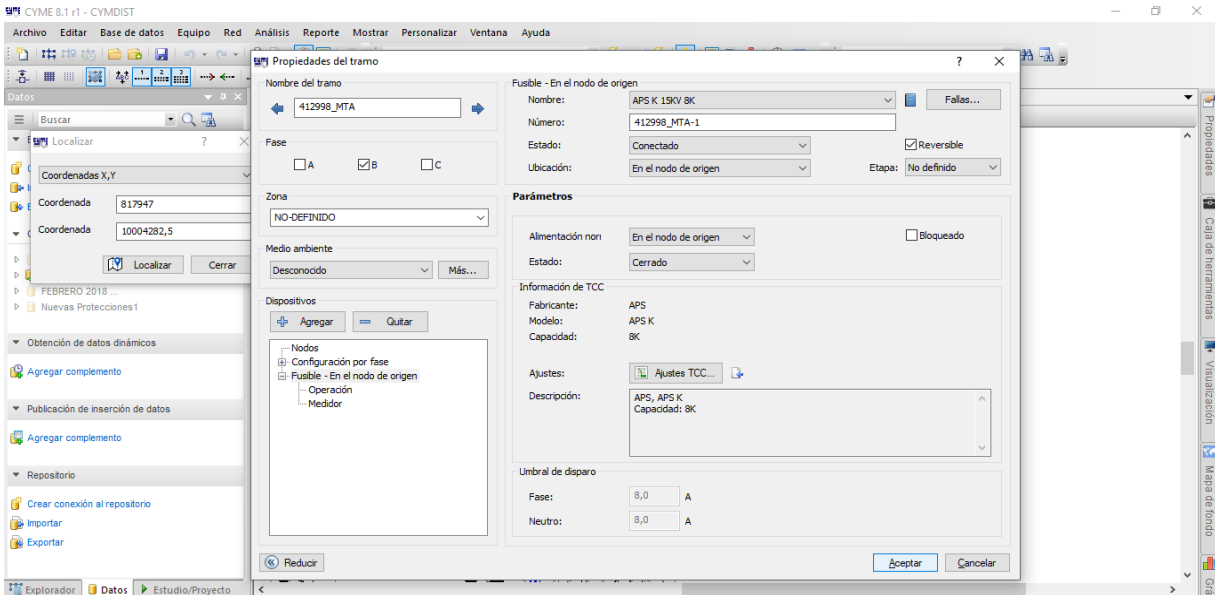 CYME 8.1 r1 - CYMDIST
Archivo Editar Base de datos Equipo Red Análisis Reporte Mostrar Personalizar Ventana Ayuda
Datos
Buscar
Localizar ?
Coordenadas X,Y
Coordenada 817947
Coordenada 10004282,5
Localizar Cerrar
FEBRERO 2018 ...
Nuevas Protecciones1
Obtención de datos dinámicos
Agregar complemento
Publicación de inserción de datos
Agregar complemento
Repositorio
Crear conexión al repositorio
Importar
Exportar
Explorador Datos Estudio/Proyecto
Propiedades del tramo ?
Nombre del tramo
412998_MTA
Fase
A B C
Zona
NO-DEFINIDO
Medio ambiente
Desconocido Más...
Dispositivos
Agregar Quitar
Nodos
Configuración por fase
Fusible - En el nodo de origen
Operación
Medidor
Reducir
Fusible - En el nodo de origen
Nombre: APS K 15KV 8K Fallas...
Número: 412998_MTA-1
Estado: Conectado Reversible
Ubicación: En el nodo de origen Etapa: No definido
Parámetros
Alimentación nori En el nodo de origen Bloqueado
Estado: Cerrado
Información de TCC
Fabricante: APS
Modelo: APS K
Capacidad: 8K
Ajustes: Ajustes TCC...
Descripción: APS, APS K
Capacidad: 8K
Umbral de disparo
Fase: 8,0 A
Neutro: 8,0 A
Aceptar Cancelar
Propiedades
Caja de herramientas
Visualización
Mapa de fondo